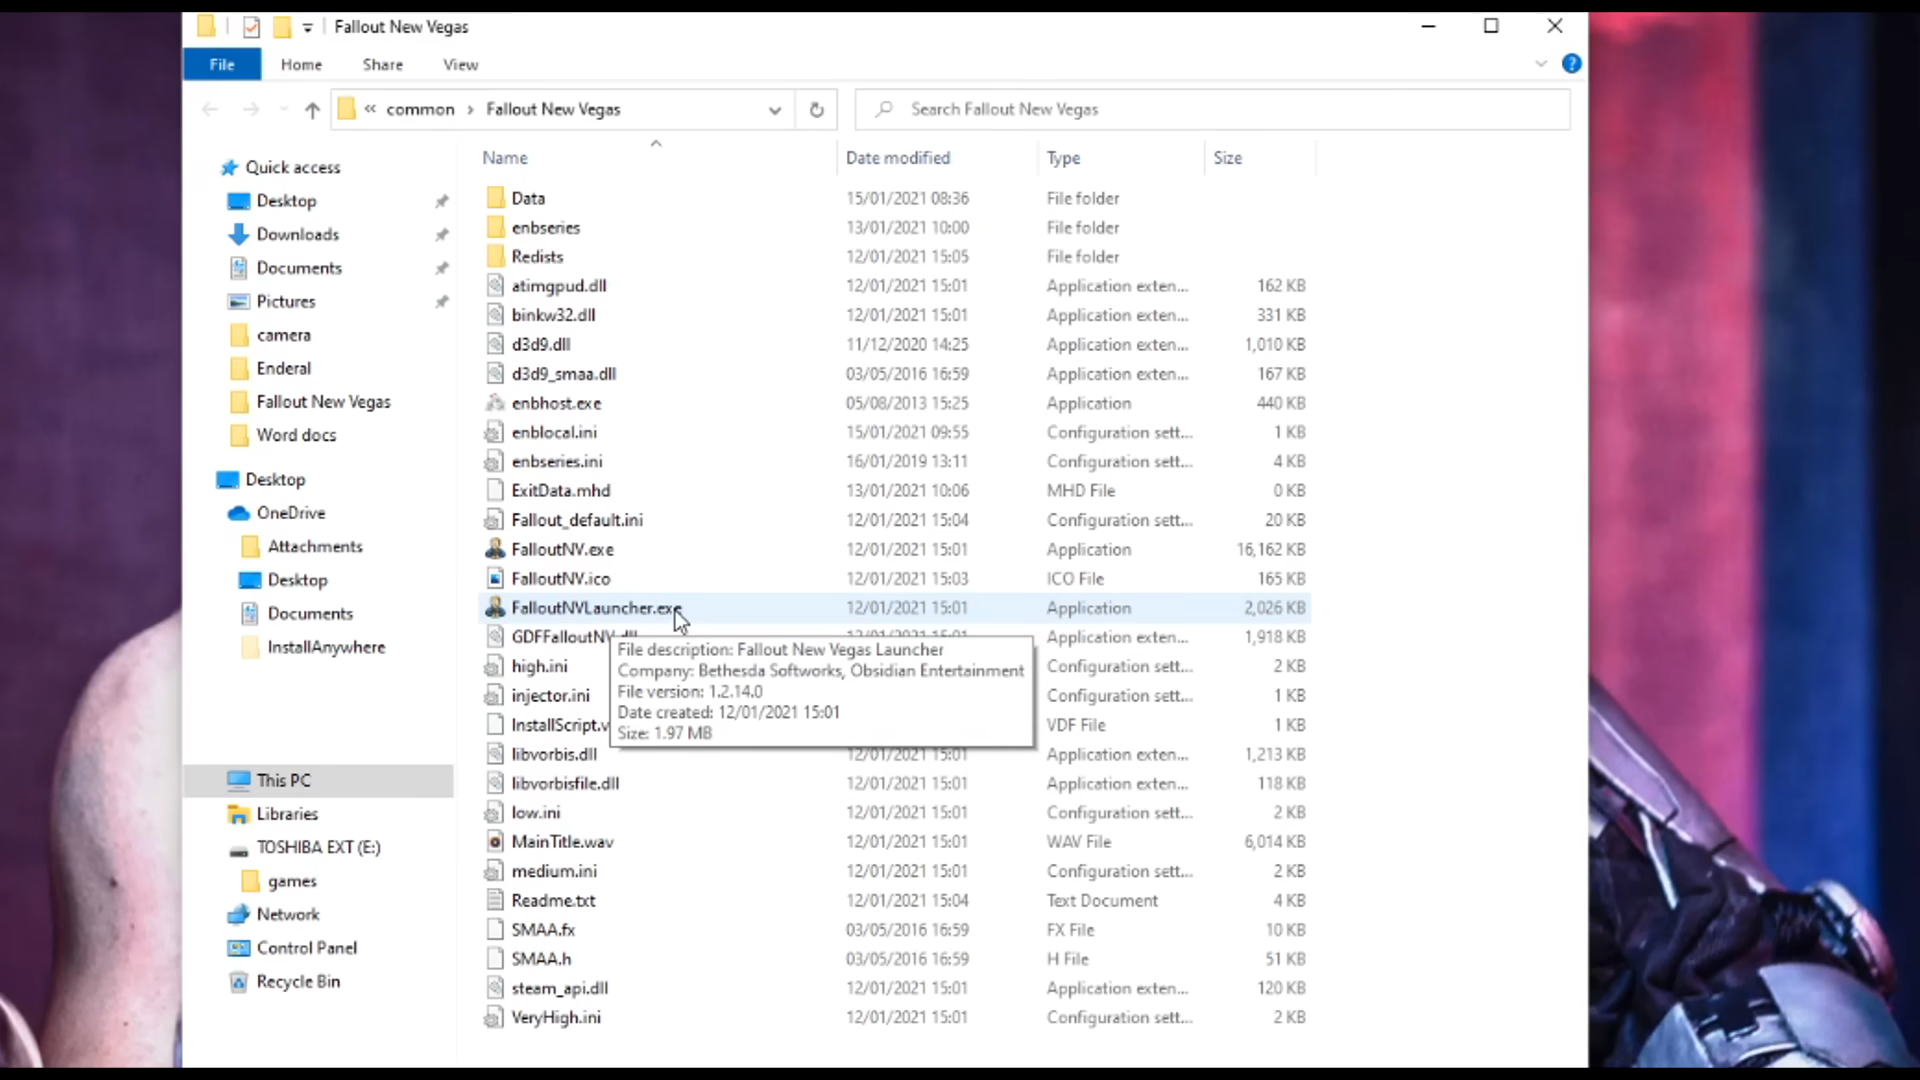 Fallout New Vegas
File Home Share View
« common › Fallout New Vegas
Search Fallout New Vegas
Quick access
Desktop
Downloads
Documents
Pictures
camera
Enderal
Fallout New Vegas
Word docs
Desktop
OneDrive
Attachments
Desktop
Documents
InstallAnywhere
This PC
Libraries
TOSHIBA EXT (E:)
games
Network
Control Panel
Recycle Bin
Name Date modified Type Size
Data 15/01/2021 08:36 File folder
enbseries 13/01/2021 10:00 File folder
Redists 12/01/2021 15:05 File folder
atimgpud.dll 12/01/2021 15:01 Application exten... 162 KB
binkw32.dll 12/01/2021 15:01 Application exten... 331 KB
d3d9.dll 11/12/2020 14:25 Application exten... 1,010 KB
d3d9_smaa.dll 03/05/2016 16:59 Application exten... 167 KB
enbhost.exe 05/08/2013 15:25 Application 440 KB
enblocal.ini 15/01/2021 09:55 Configuration sett... 1 KB
enbseries.ini 16/01/2019 13:11 Configuration sett... 4 KB
ExitData.mhd 13/01/2021 10:06 MHD File 0 KB
Fallout_default.ini 12/01/2021 15:04 Configuration sett... 20 KB
FalloutNV.exe 12/01/2021 15:01 Application 16,162 KB
FalloutNV.ico 12/01/2021 15:03 ICO File 165 KB
FalloutNVLauncher.exe 12/01/2021 15:01 Application 2,026 KB
GDFFalloutNV.dll 12/01/2021 15:01 Application exten... 1,918 KB
File description: Fallout New Vegas Launcher
Company: Bethesda Softworks, Obsidian Entertainment
File version: 1.2.14.0
Date created: 12/01/2021 15:01
Size: 1.97 MB
high.ini Configuration sett... 2 KB
injector.ini Configuration sett... 1 KB
InstallScript.v VDF File 1 KB
libvorbis.dll 12/01/2021 15:01 Application exten... 1,213 KB
libvorbisfile.dll 12/01/2021 15:01 Application exten... 118 KB
low.ini 12/01/2021 15:01 Configuration sett... 2 KB
MainTitle.wav 12/01/2021 15:01 WAV File 6,014 KB
medium.ini 12/01/2021 15:01 Configuration sett... 2 KB
Readme.txt 12/01/2021 15:04 Text Document 4 KB
SMAA.fx 03/05/2016 16:59 FX File 10 KB
SMAA.h 03/05/2016 16:59 H File 51 KB
steam_api.dll 12/01/2021 15:01 Application exten... 120 KB
VeryHigh.ini 12/01/2021 15:01 Configuration sett... 2 KB